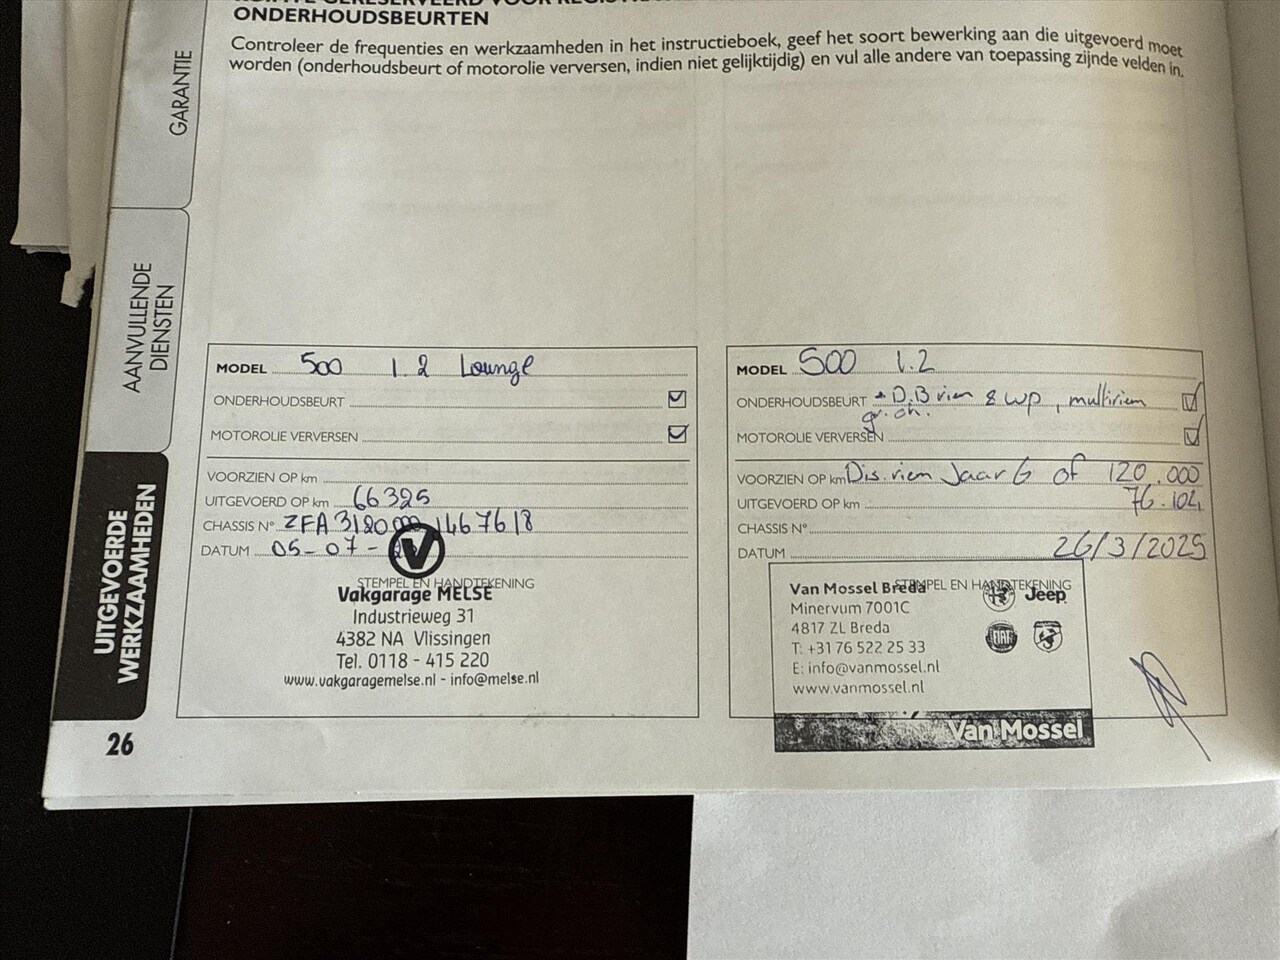 ONDERHOUDSBEURTEN
Controleer de frequenties en werkzaamheden in het instructieboek, geef het soort bewerking aan die uitgevoerd moet
worden (onderhoudsbeurt of motorolie verversen, indien niet gelijktijdig) en vul alle andere van toepassing zijnde velden in.
GARANTIE
AANVULLENDE
DIENSTEN
UITGEVOERDE
WERKZAAMHEDEN
26
MODEL 500 1.2 Lounge
ONDERHOUDSBEURT
MOTOROLIE VERVERSEN
VOORZIEN OP km
UITGEVOERD OP km 66325
CHASSIS N°
DATUM 05-07-
STEMPEL EN HANDTEKENING
Vakgarage MELSE
Industrieweg 31
4382 NA Vlissingen
Tel. 0118 - 415 220
www.vakgaragemelse.nl - info@melse.nl
MODEL 500 1.2
ONDERHOUDSBEURT + D.B riem & wp, multiriem
gr. oh.
MOTOROLIE VERVERSEN
VOORZIEN OP km Dis. riem Jaar 6 of 120.000
UITGEVOERD OP km 76.104
CHASSIS N°
DATUM 26/3/2025
STEMPEL EN HANDTEKENING
Van Mossel Breda
Minervum 7001C
4817 ZL Breda
T: +31 76 522 25 33
E: info@vanmossel.nl
www.vanmossel.nl
Jeep
FIAT
Van Mossel